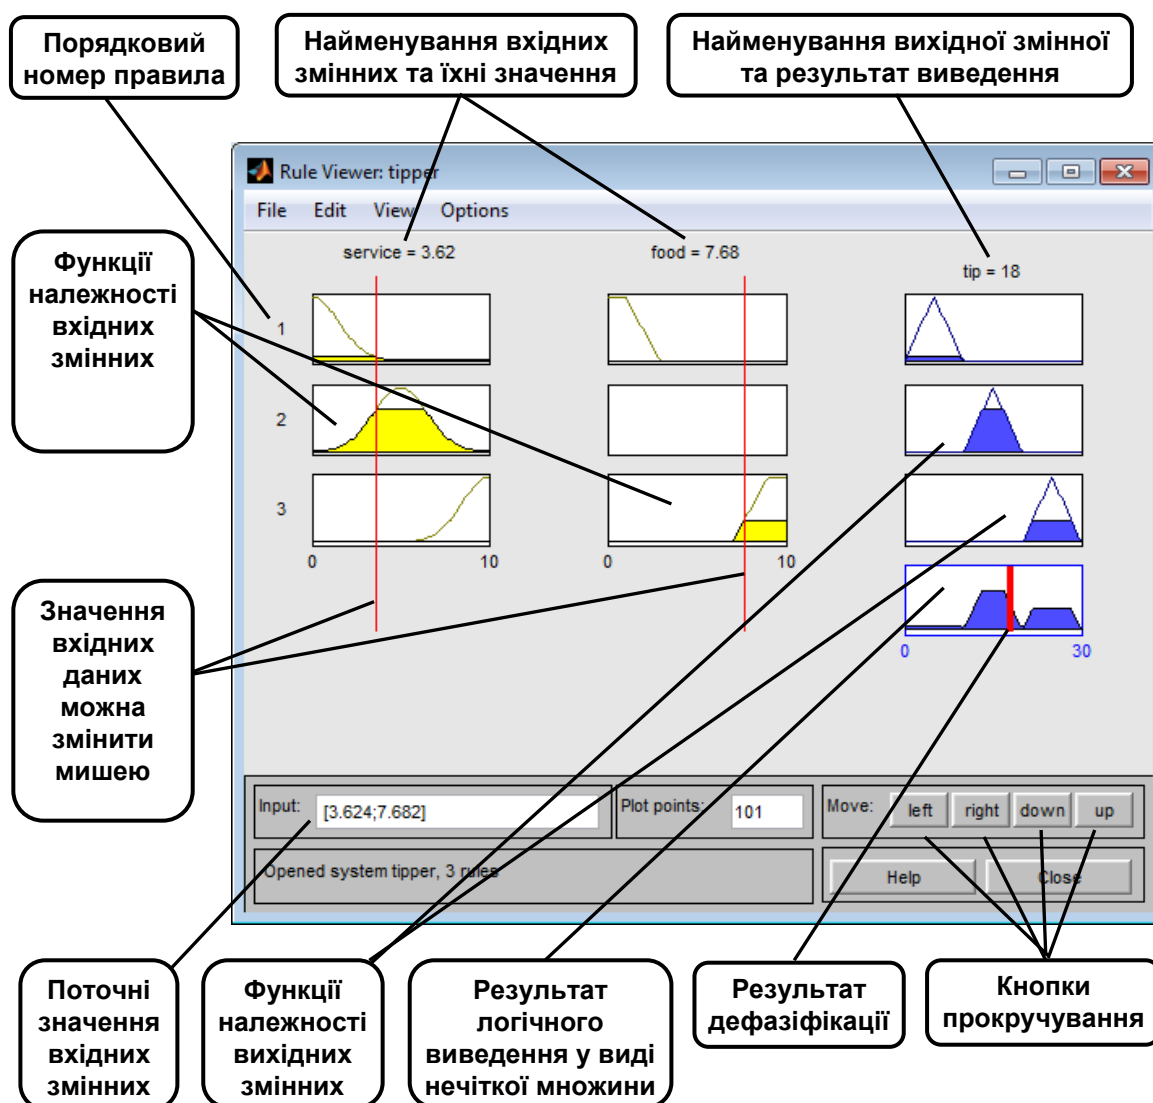 Порядковий
номер правила
Найменування вхідних
змінних та їхні значення
Найменування вихідної змінної
та результат виведення
Rule Viewer: tipper
File Edit View Options
service = 3.62
food = 7.68
tip = 18
Функції
належності
вхідних
змінних
1
2
3
0 10
0 10
0 30
Значення
вхідних
даних
можна
змінити
мишею
Input: [3.624;7.682]
Plot points: 101
Move: left right down up
Opened system tipper, 3 rules
Help Close
Поточні
значення
вхідних
змінних
Функції
належності
вихідних
змінних
Результат
логічного
виведення у виді
нечіткої множини
Результат
дефазіфікації
Кнопки
прокручування